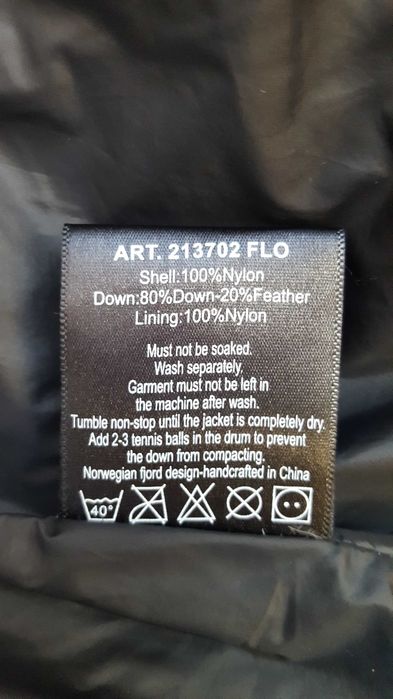 ART. 213702 FLO
Shell:100%Nylon
Down:80%Down-20%Feather
Lining:100%Nylon
Must not be soaked.
Wash separately.
Garment must not be left in
the machine after wash.
Tumble non-stop until the jacket is completely dry.
Add 2-3 tennis balls in the drum to prevent
the down from compacting.
Norwegian fjord design-handcrafted in China
40°